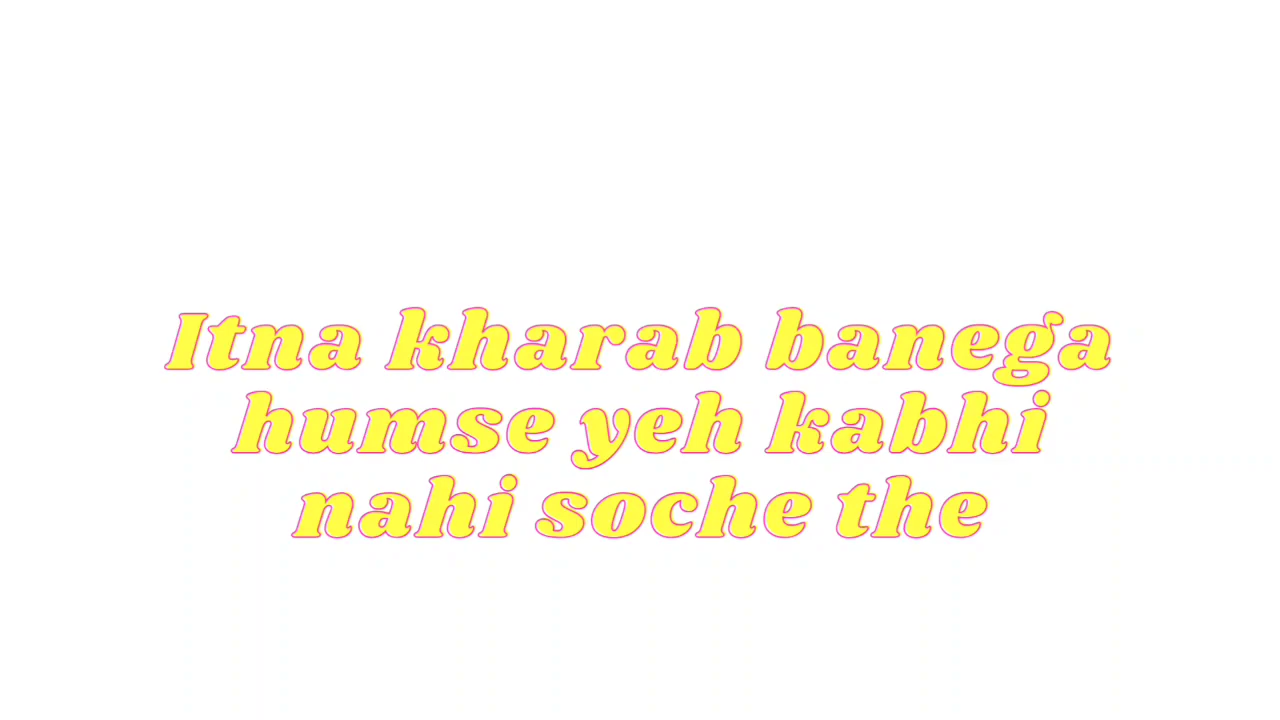 Itna kharab banega
humse yeh kabhi
nahi soche the